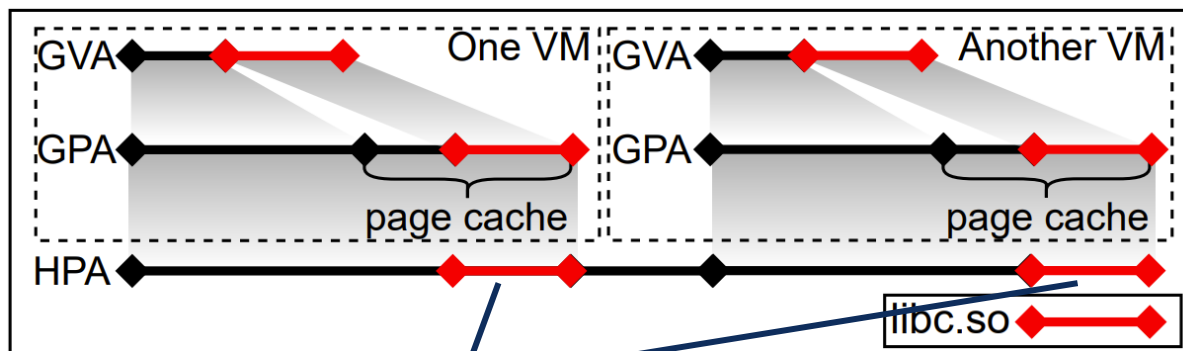 GVA One VM GVA Another VM
GPA GPA
page cache page cache
HPA
libc.so